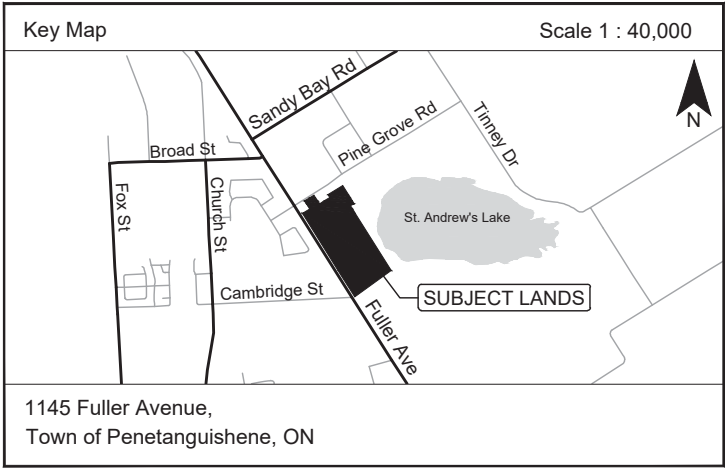 Key Map
Scale 1 : 40,000
Sandy Bay Rd
N
Tinney Dr
Pine Grove Rd
Broad St
Fox St
Church St
St. Andrew's Lake
Cambridge St
SUBJECT LANDS
Fuller Ave
1145 Fuller Avenue,
Town of Penetanguishene, ON